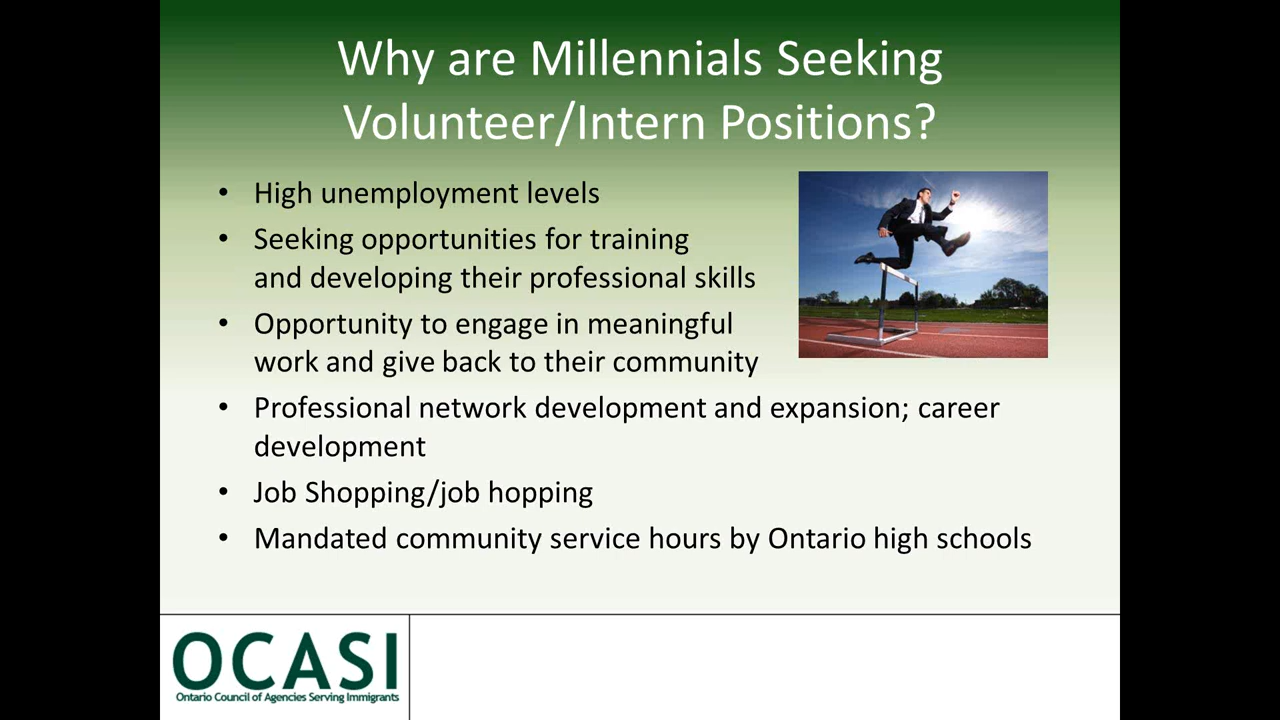 Why are Millennials Seeking
Volunteer/Intern Positions?
• High unemployment levels
• Seeking opportunities for training
and developing their professional skills
• Opportunity to engage in meaningful
work and give back to their community
• Professional network development and expansion; career
development
• Job Shopping/job hopping
• Mandated community service hours by Ontario high schools
OCASI
Ontario Council of Agencies Serving Immigrants